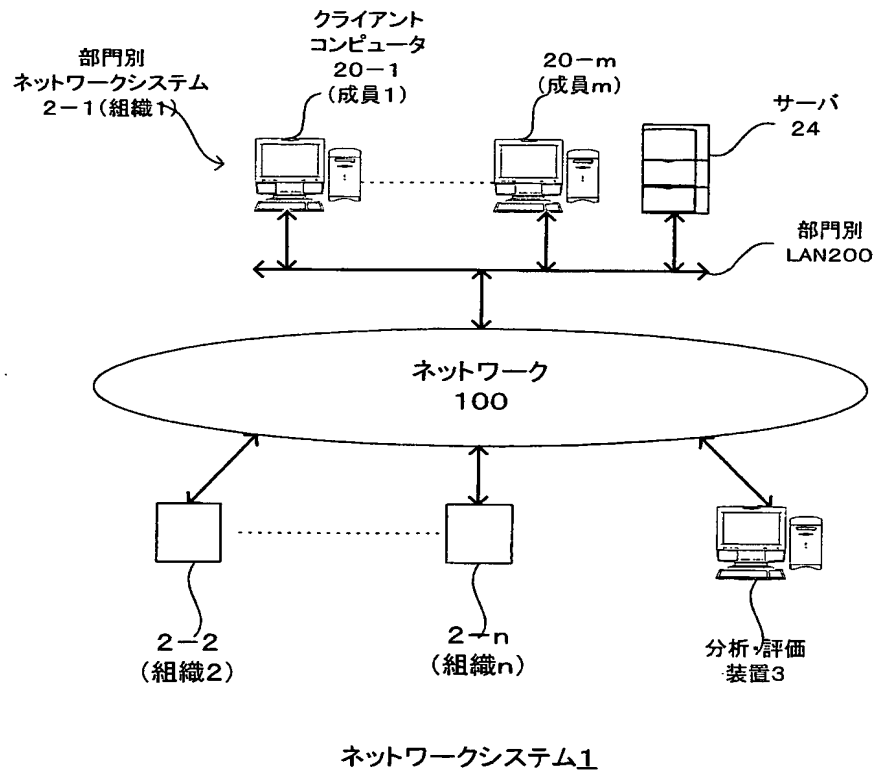 クライアント
コンピュータ
20-1
(成員1)
部門別
ネットワークシステム
2-1(組織1)
20-m
(成員m)
サーバ
24
部門別
LAN200
ネットワーク
100
2-2
(組織2)
2-n
(組織n)
分析・評価
装置3
ネットワークシステム1